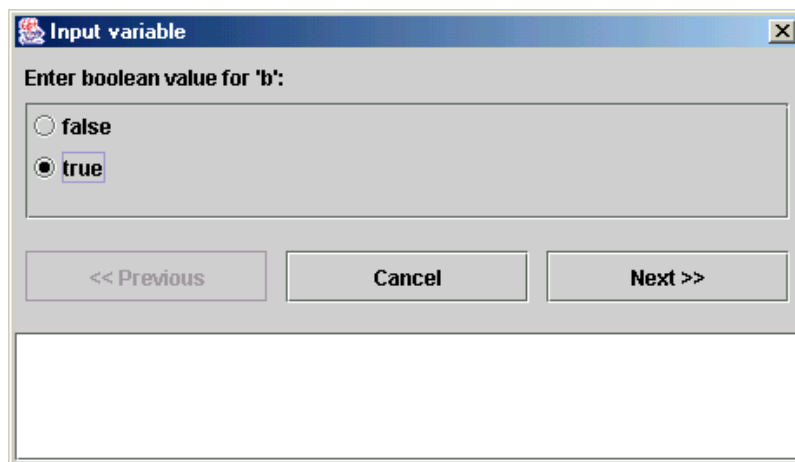 Input variable
Enter boolean value for 'b':
false
true
<< Previous Cancel Next >>